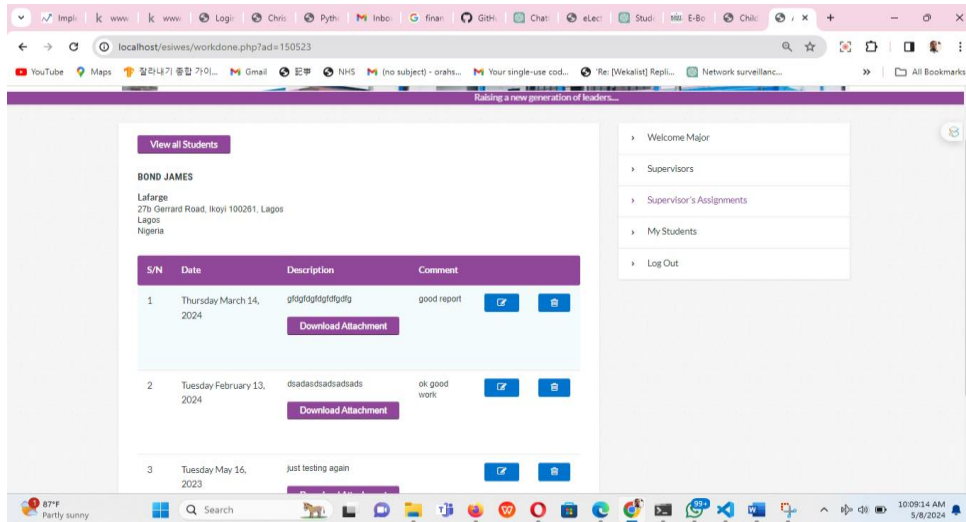 Impl
k www
k www
Logi
Chri
Pyth
Inbo
finan
GitH
Chat
eLec
Studi
E-Bo
Child
localhost/esiwes/workdone.php?ad=150523
YouTube
Maps
Gmail
NHS
(no subject) - orahs...
Your single-use cod...
'Re: [Wekalist] Repli...
Network surveillanc...
»
All Bookmarks
Raising a new generation of leaders....
View all Students
BOND JAMES
Lafarge
27b Gerrard Road, Ikoyi 100261, Lagos
Lagos
Nigeria
S/N Date Description Comment
1 Thursday March 14, gfdgfdgfdgfdfgdfg good report
2024
Download Attachment
2 Tuesday February 13, dsadasdsadsadsads ok good
2024 work
Download Attachment
3 Tuesday May 16, just testing again
2023
Welcome Major
Supervisors
Supervisor's Assignments
My Students
Log Out
87°F
Partly sunny
Search
99+
10:09:14 AM
5/8/2024